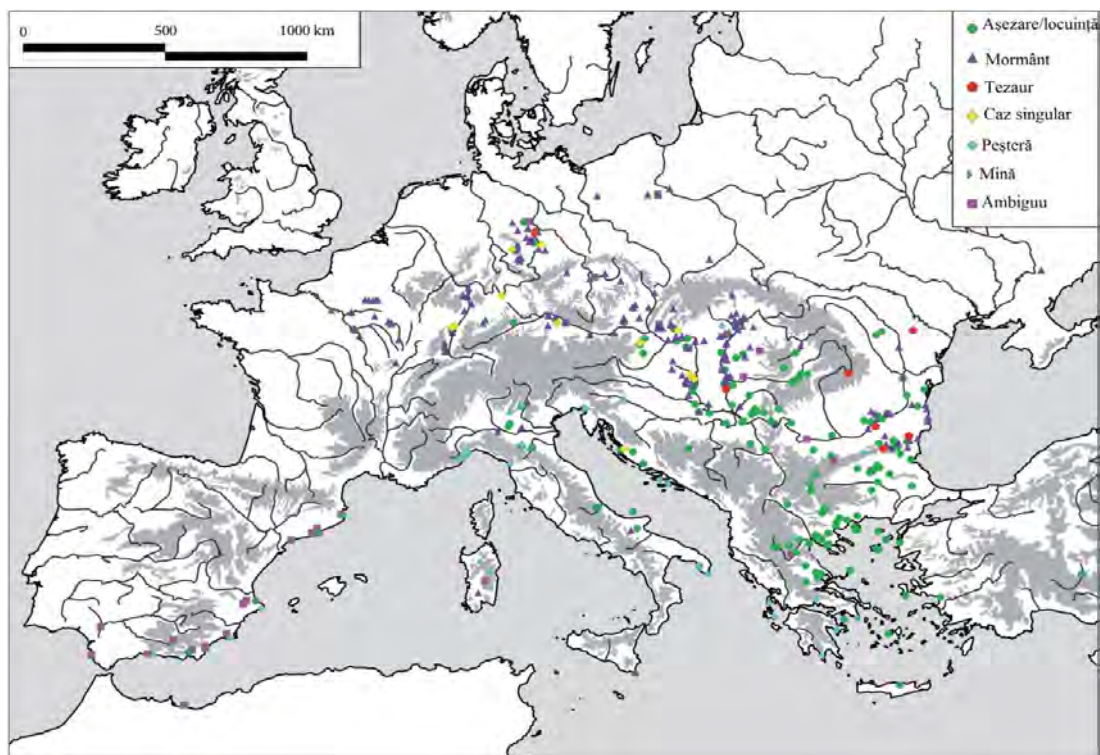 0 500 1000 km
Așezare/locuință
Mormânt
Tezaur
Caz singular
Peșteră
Mină
Ambiguu